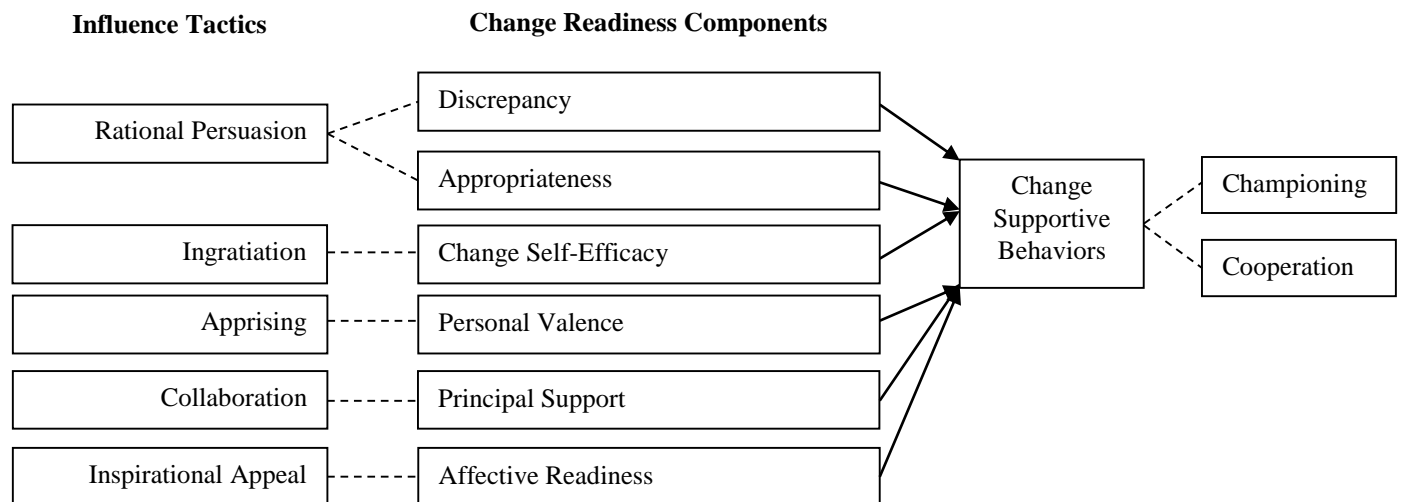 Influence Tactics
Change Readiness Components
Rational Persuasion
Discrepancy
Appropriateness
Ingratiation
Change Self-Efficacy
Apprising
Personal Valence
Collaboration
Principal Support
Inspirational Appeal
Affective Readiness
Change
Supportive
Behaviors
Championing
Cooperation